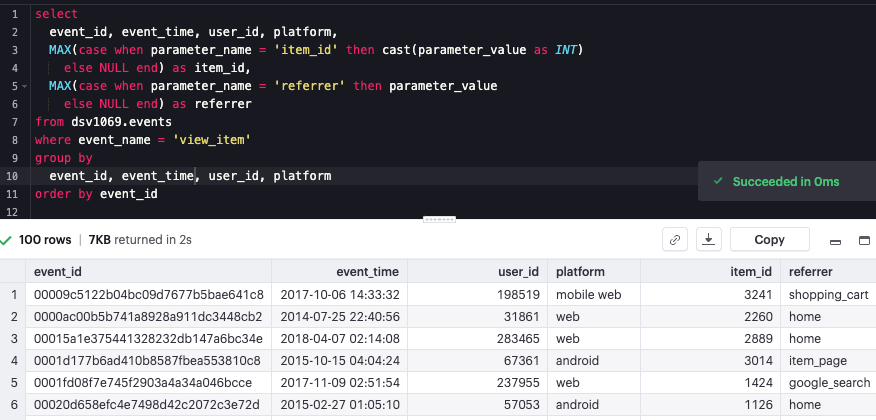 1 select
2 event_id, event_time, user_id, platform,
3 MAX(case when parameter_name = 'item_id' then cast(parameter_value as INT)
4 else NULL end) as item_id,
5 MAX(case when parameter_name = 'referrer' then parameter_value
6 else NULL end) as referrer
7 from dsv1069.events
8 where event_name = 'view_item'
9 group by
10 event_id, event_time, user_id, platform
11 order by event_id
12
Succeeded in 0ms
100 rows | 7KB returned in 2s Copy
event_id event_time user_id platform item_id referrer
1 00009c5122b04bc09d7677b5bae641c8 2017-10-06 14:33:32 198519 mobile web 3241 shopping_cart
2 0000ac00b5b741a8928a911dc3448cb2 2014-07-25 22:40:56 31861 web 2260 home
3 00015a1e375441328232db147a6bc34e 2018-04-07 02:14:08 283465 web 2889 home
4 0001d177b6ad410b8587fbea553810c8 2015-10-15 04:04:24 67361 android 3014 item_page
5 0001fd08f7e745f2903a4a34a046bcce 2017-11-09 02:51:54 237955 web 1424 google_search
6 00020d658efc4e7498d42c2072c3e72d 2015-02-27 01:05:10 57053 android 1126 home